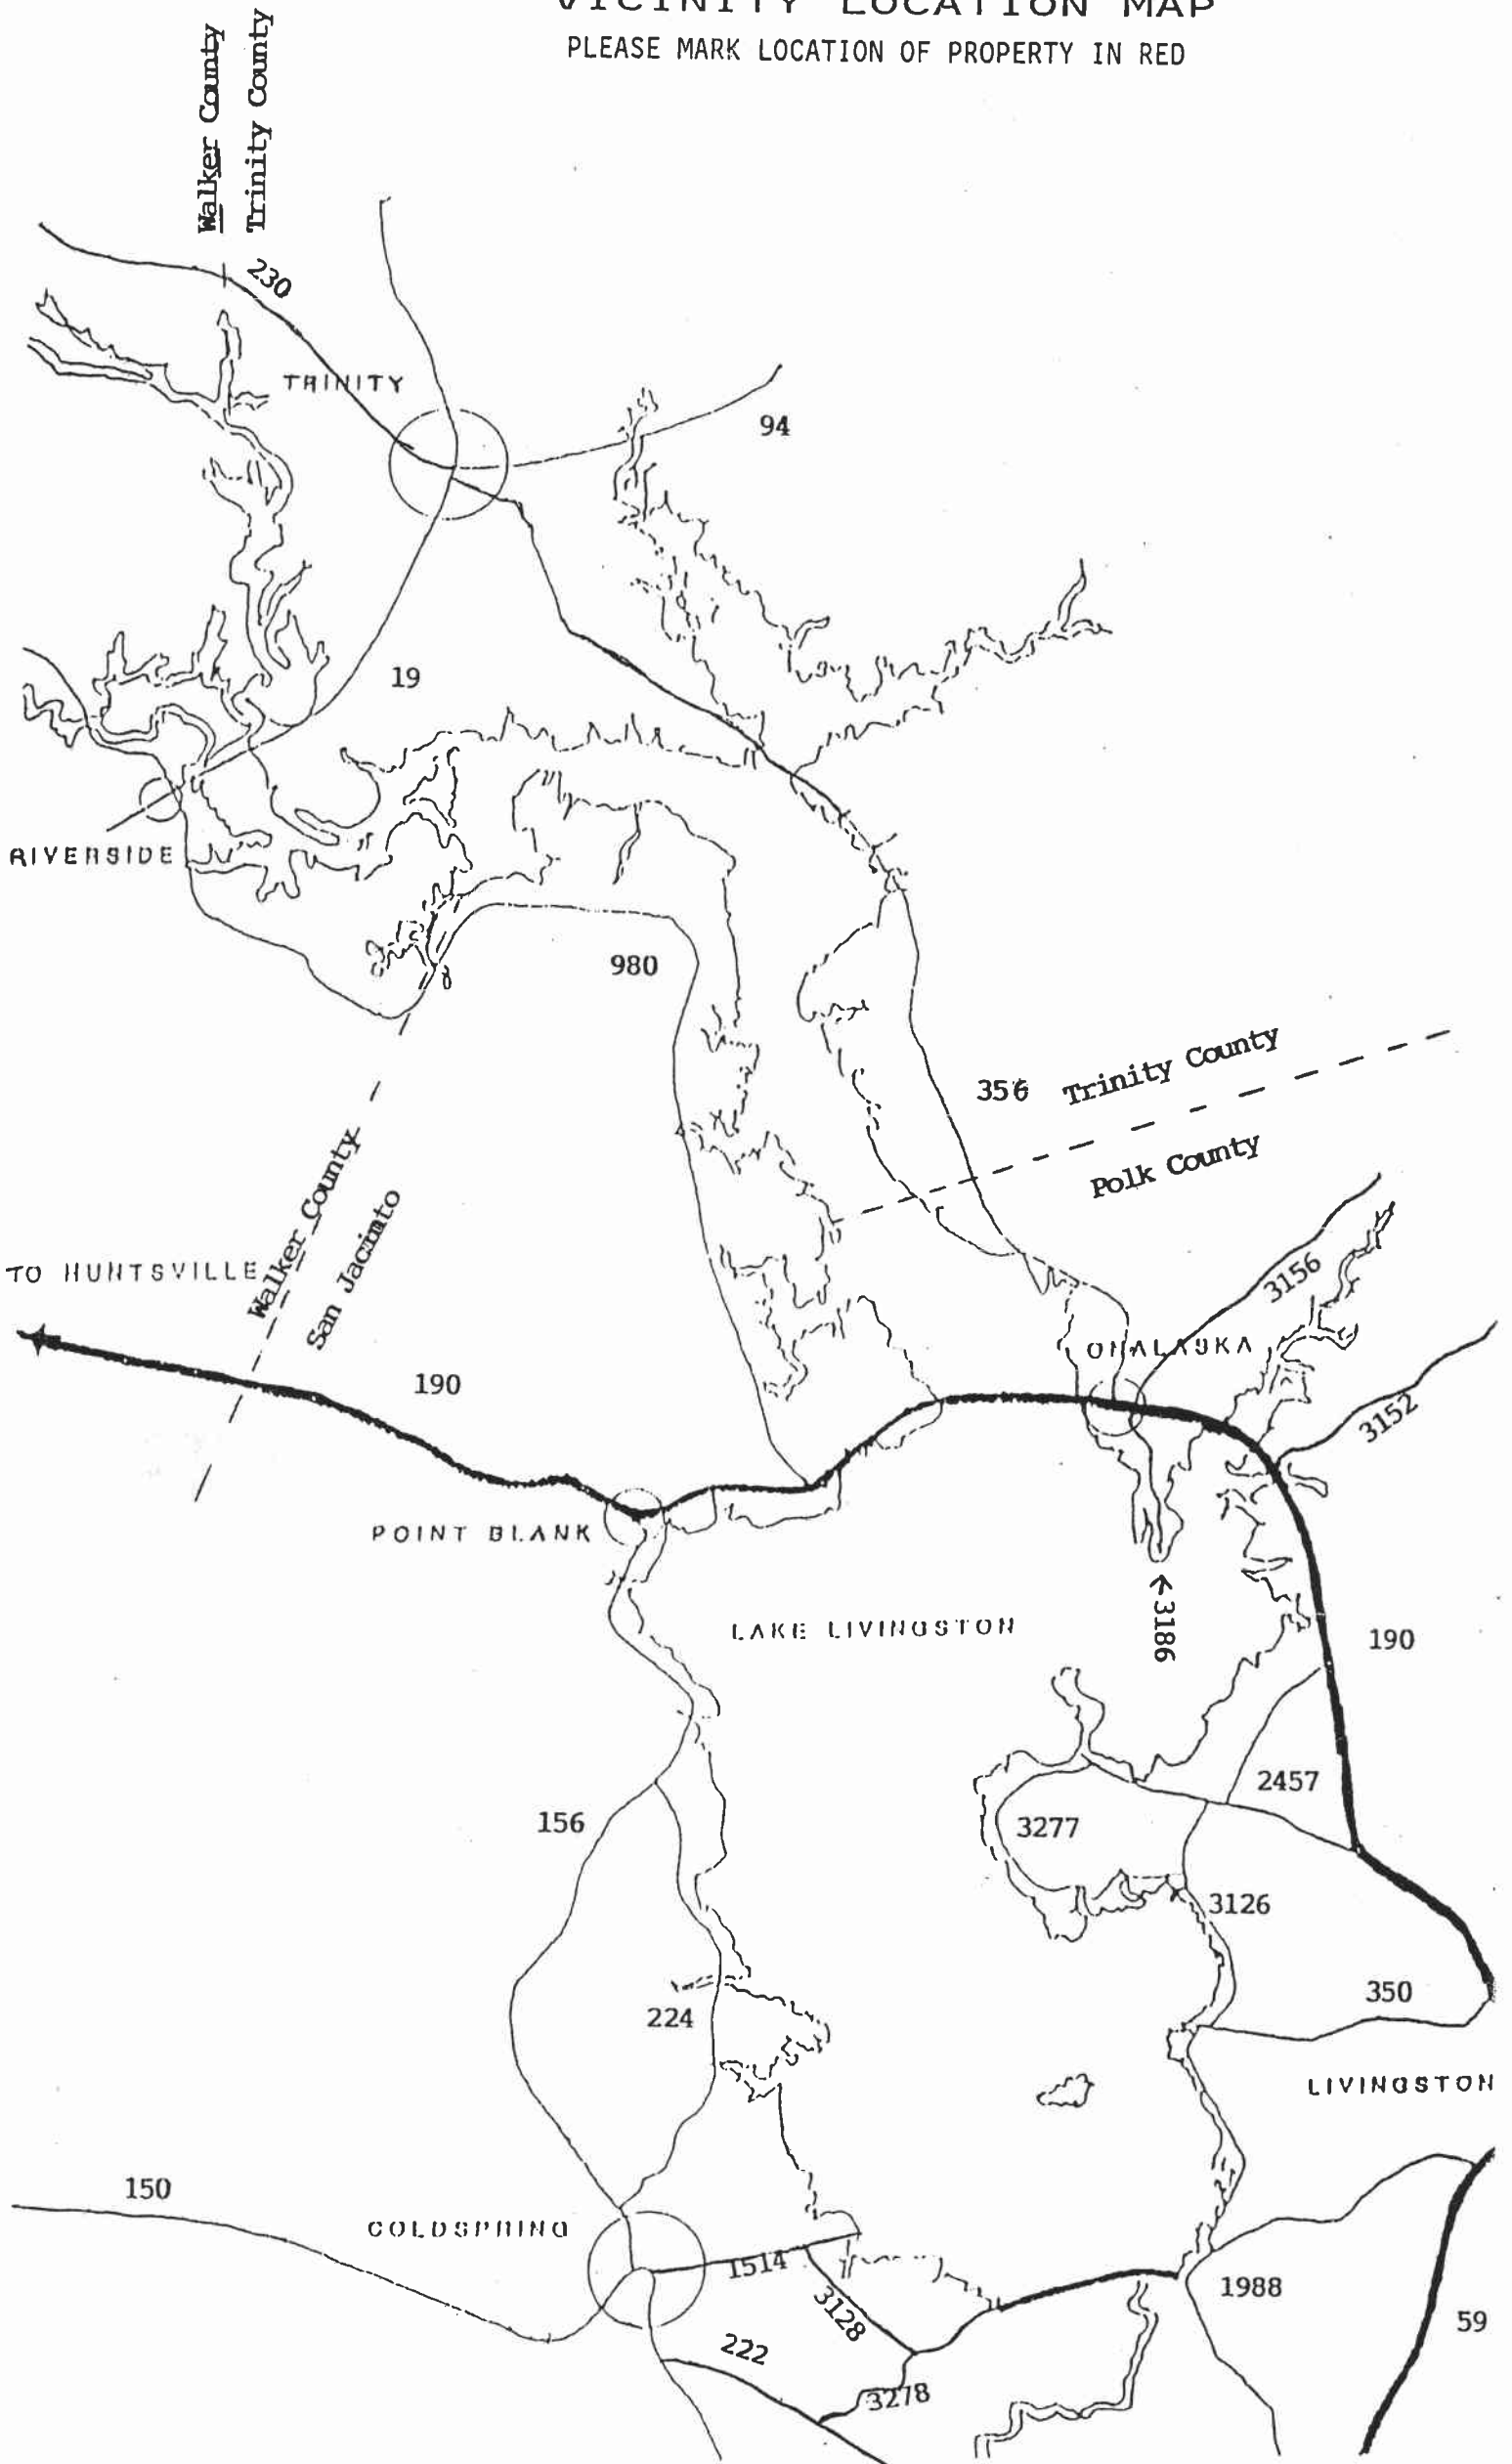 VICINITY LOCATION MAP
PLEASE MARK LOCATION OF PROPERTY IN RED
Walker County
Trinity County
230
TRINITY
94
19
RIVERSIDE
980
356
Trinity County
Polk County
Walker County
San Jacinto
TO HUNTSVILLE
3156
ONALASKA
190
3152
POINT BLANK
LAKE LIVINGSTON
3186
190
2457
156
3277
3126
350
224
LIVINGSTON
150
COLDSPRING
1514
1988
3128
59
222
3278